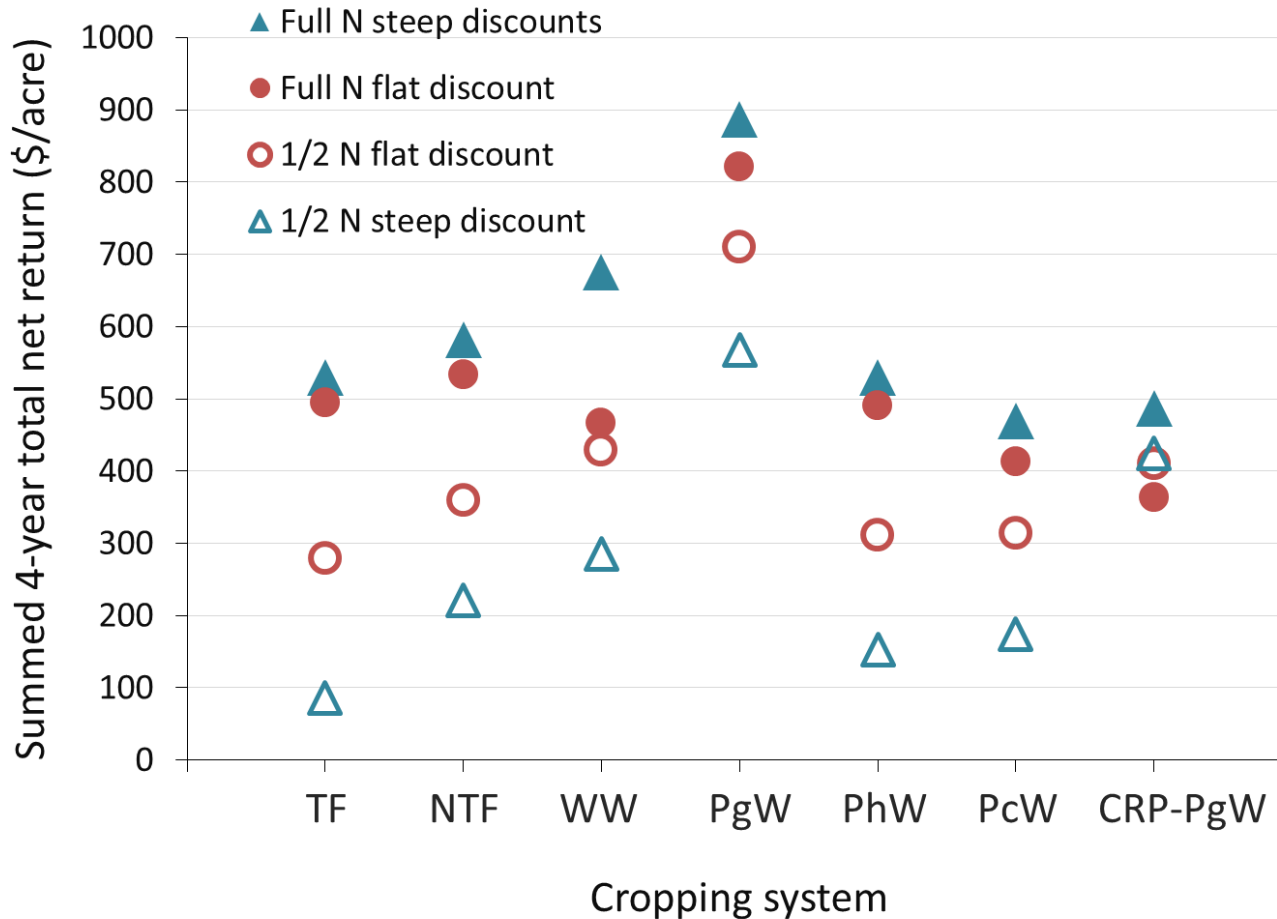 Full N steep discounts
Full N flat discount
1/2 N flat discount
1/2 N steep discount
Summed 4-year total net return ($/acre)
1000
900
800
700
600
500
400
300
200
100
0
TF NTF WW PgW PhW PcW CRP-PgW
Cropping system